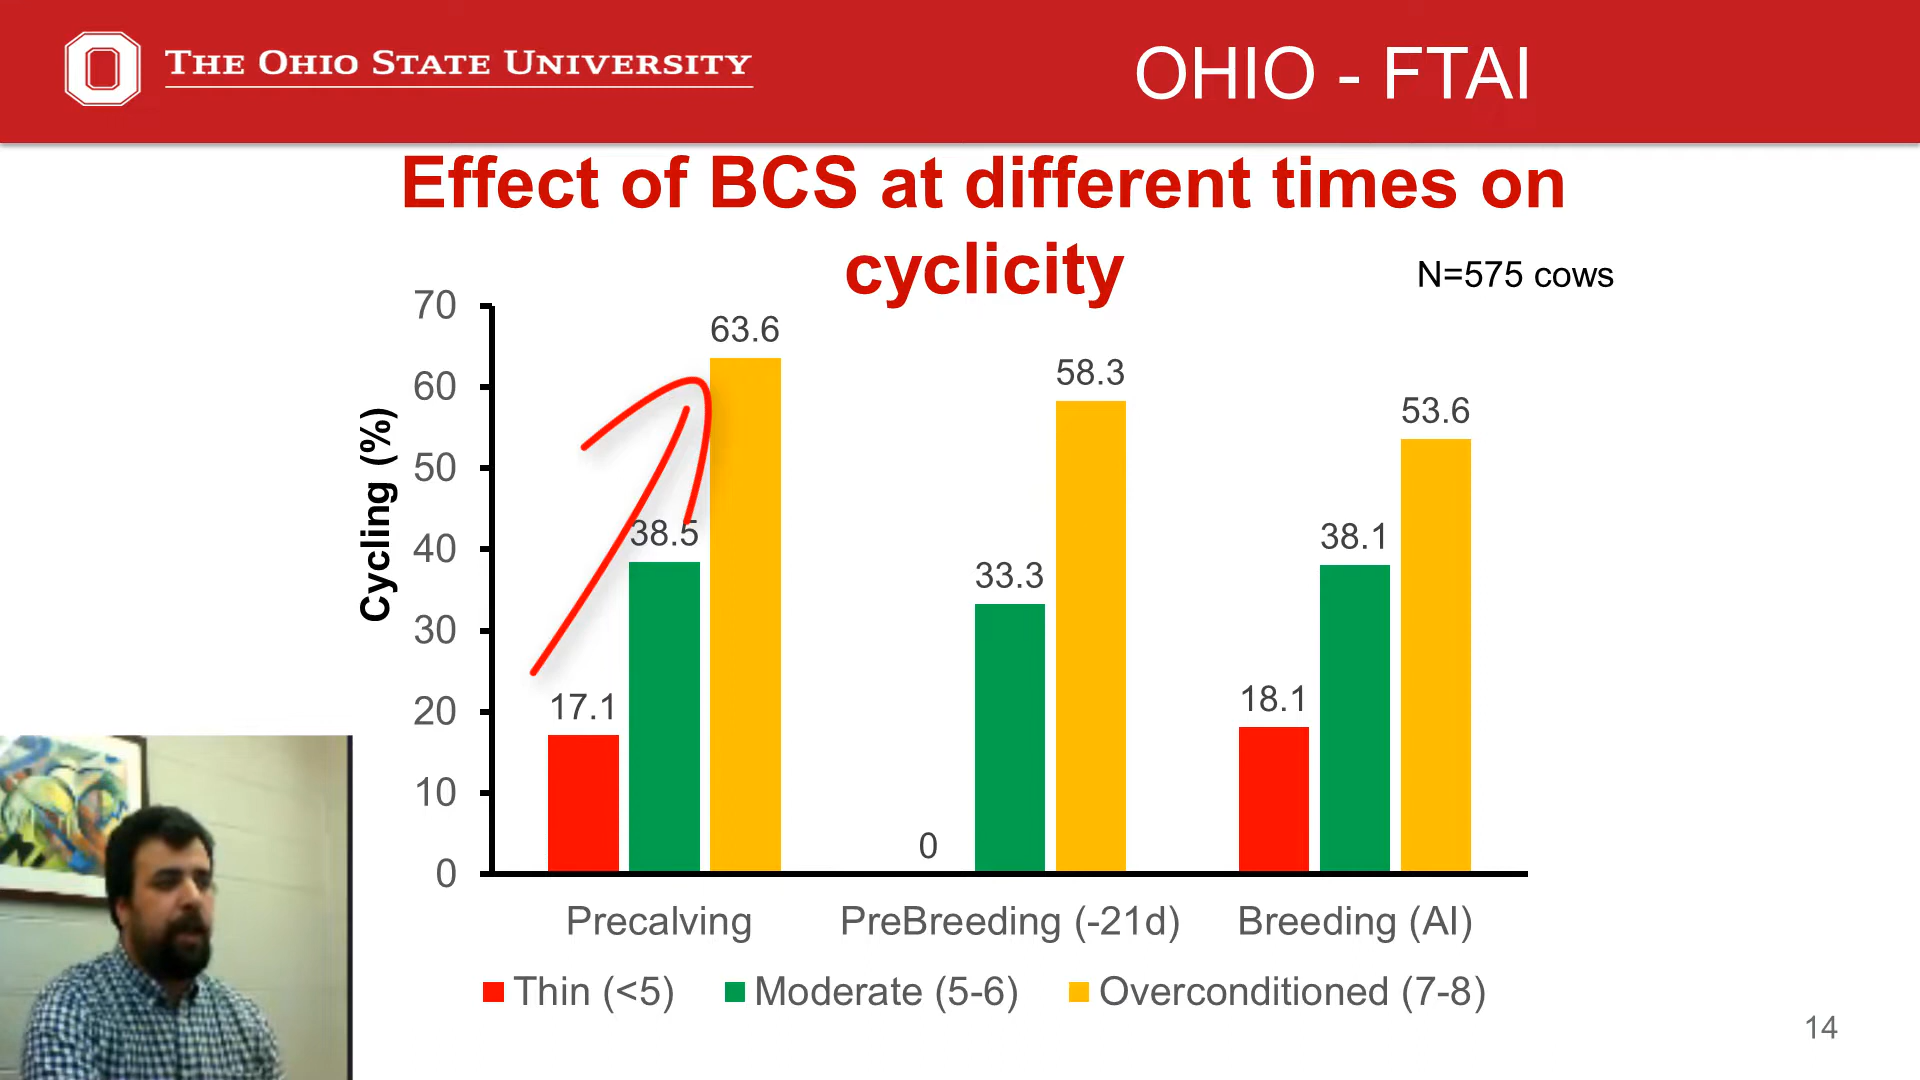 THE OHIO STATE UNIVERSITY
OHIO - FTAI
Effect of BCS at different times on
cyclicity
N=575 cows
Cycling (%)
70
60
50
40
30
20
10
0
17.1
38.5
63.6
0
33.3
58.3
18.1
38.1
53.6
Precalving
PreBreeding (-21d)
Breeding (AI)
Thin (<5)
Moderate (5-6)
Overconditioned (7-8)
14